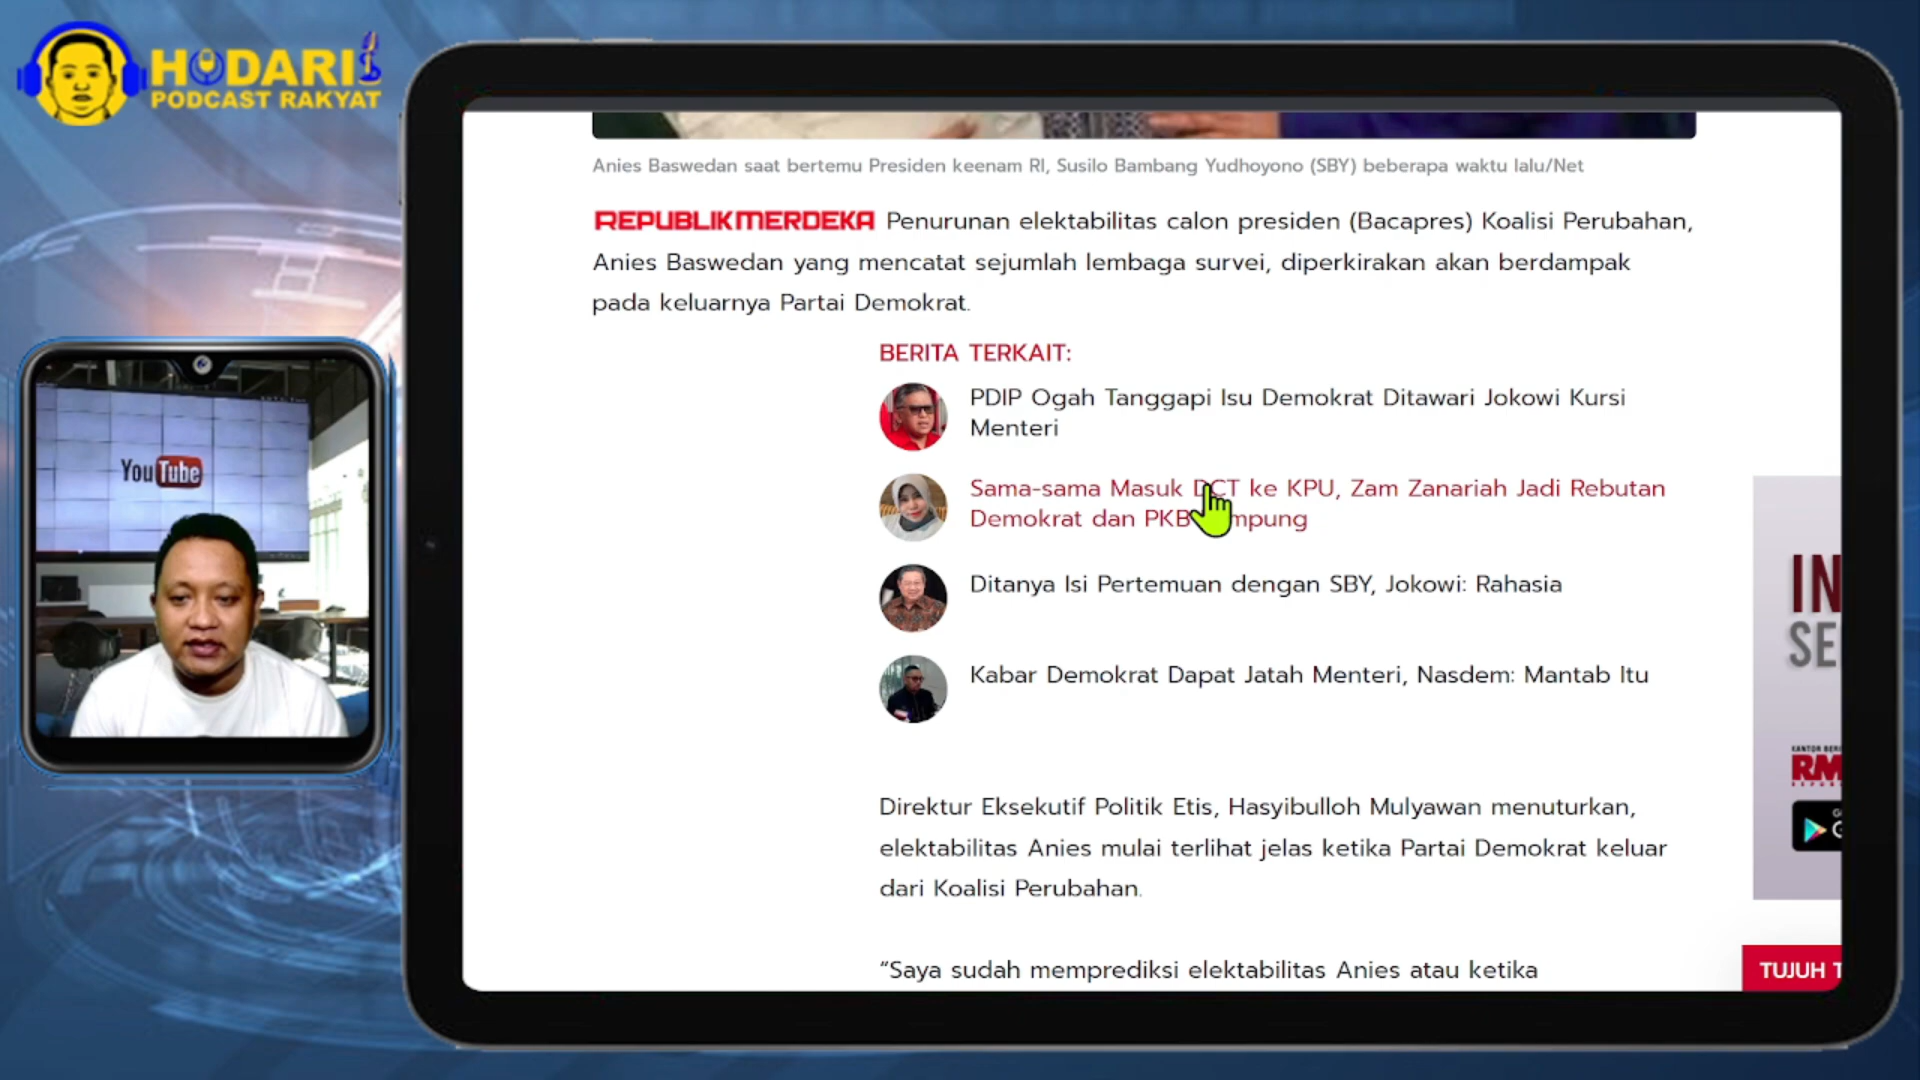 HODARI
PODCAST RAKYAT
YouTube
Anies Baswedan saat bertemu Presiden keenam RI, Susilo Bambang Yudhoyono (SBY) beberapa waktu lalu/Net
REPUBLIKMERDEKA Penurunan elektabilitas calon presiden (Bacapres) Koalisi Perubahan,
Anies Baswedan yang mencatat sejumlah lembaga survei, diperkirakan akan berdampak
pada keluarnya Partai Demokrat.
BERITA TERKAIT:
PDIP Ogah Tanggapi Isu Demokrat Ditawari Jokowi Kursi
Menteri
Sama-sama Masuk DCT ke KPU, Zam Zanariah Jadi Rebutan
Demokrat dan PKB mpung
Ditanya Isi Pertemuan dengan SBY, Jokowi: Rahasia
Kabar Demokrat Dapat Jatah Menteri, Nasdem: Mantab Itu
Direktur Eksekutif Politik Etis, Hasyibulloh Mulyawan menuturkan,
elektabilitas Anies mulai terlihat jelas ketika Partai Demokrat keluar
dari Koalisi Perubahan.
“Saya sudah memprediksi elektabilitas Anies atau ketika
IN
SE
KANTOR BER
RM
G
TUJUH T